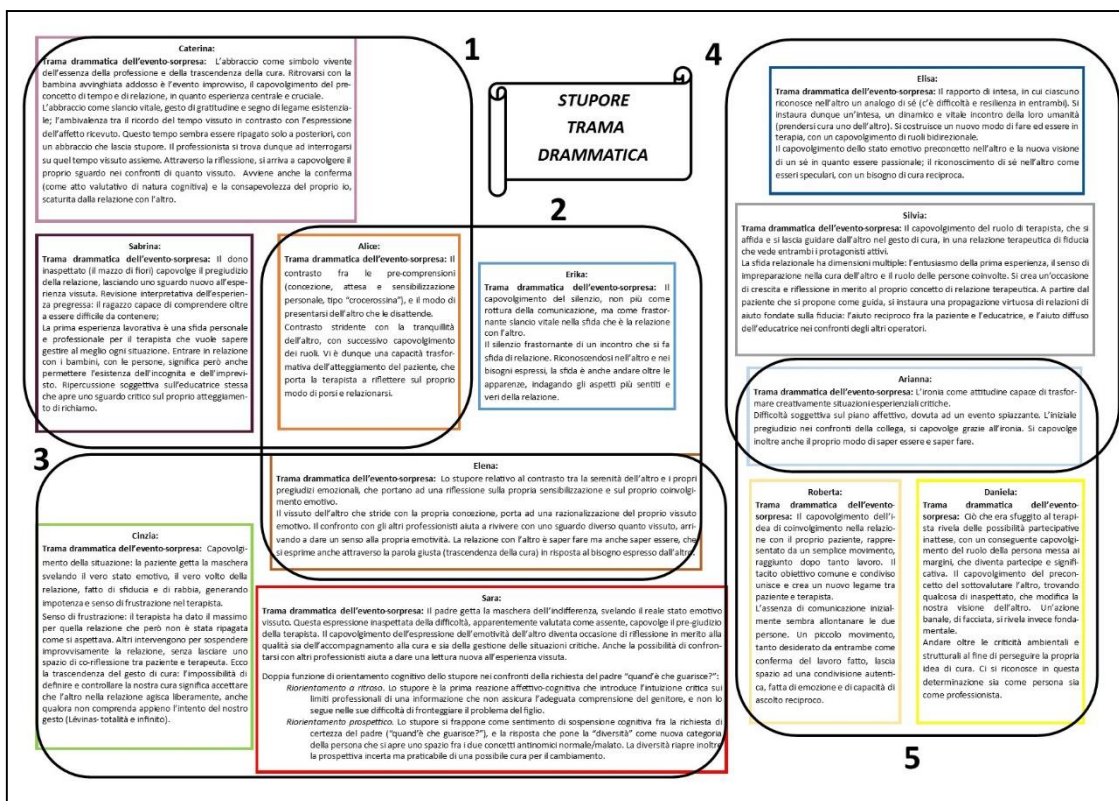 1
Caterina:
Trama drammatica dell'evento-sorpresa: L'abbraccio come simbolo vivente
dell'essenza della professione e della trascendenza della cura. Ritrovarsi con la
bambina avvinghiata addosso è l'evento improvviso, il capovolgimento del pre-
concetto di tempo e di relazione, in quanto esperienza centrale e cruciale.
L'abbraccio come slancio vitale, gesto di gratitudine e segno di legame esistenzia-
le; l'ambivalenza tra il ricordo del tempo vissuto in contrasto con l'espressione
dell'affetto ricevuto. Questo tempo sembra essere ripagato solo a posteriori, con
un abbraccio che lascia stupore. Il professionista si trova dunque ad interrogarsi
su quel tempo vissuto assieme. Attraverso la riflessione, si arriva a capovolgere il
proprio sguardo nei confronti di quanto vissuto. Avviene anche la conferma
(come atto valutativo di natura cognitiva) e la consapevolezza del proprio io,
scaturita dalla relazione con l'altro.
STUPORE
TRAMA
DRAMMATICA
4
Elisa:
Trama drammatica dell'evento-sorpresa: Il rapporto di intesa, in cui ciascuno
riconosce nell'altro un analogo di sé (c'è difficoltà e resilienza in entrambi). Si
instaura dunque un'intesa, un dinamico e vitale incontro della loro umanità
(prendersi cura uno dell'altro). Si costruisce un nuovo modo di fare ed essere in
terapia, con un capovolgimento di ruoli bidirezionale.
Il capovolgimento dello stato emotivo preconcetto nell'altro e la nuova visione
di un sé in quanto essere passionale; il riconoscimento di sé nell'altro come
esseri speculari, con un bisogno di cura reciproca.
2
Sabrina:
Trama drammatica dell'evento-sorpresa: Il dono
inaspettato (il mazzo di fiori) capovolge il pregiudizio
della relazione, lasciando uno sguardo nuovo all'espe-
rienza vissuta. Revisione interpretativa dell'esperien-
za pregressa: il ragazzo capace di comprendere oltre
a essere difficile da contenere;
La prima esperienza lavorativa è una sfida personale
e professionale per il terapista che vuole sapere
gestire al meglio ogni situazione. Entrare in relazione
con i bambini, con le persone, significa però anche
permettere l'esistenza dell'incognita e dell'imprevi-
sto. Ripercussione soggettiva sull'educatrice stessa
che apre uno sguardo critico sul proprio atteggiamen-
to di richiamo.
Alice:
Trama drammatica dell'evento-sorpresa: Il
contrasto fra le pre-comprensioni
(concezione, attesa e sensibilizzazione
personale, tipo "crocerossina"), e il modo di
presentarsi dell'altro che le disattende.
Contrasto stridente con la tranquillità
dell'altro, con successivo capovolgimento
dei ruoli. Vi è dunque una capacità trasfor-
mativa dell'atteggiamento del paziente, che
porta la terapista a riflettere sul proprio
modo di porsi e relazionarsi.
Erika:
Trama drammatica dell'evento-sorpresa: Il
capovolgimento del silenzio, non più come
rottura della comunicazione, ma come frastor-
nante slancio vitale nella sfida che è la relazione
con l'altro.
Il silenzio frastornante di un incontro che si fa
sfida di relazione. Riconoscendosi nell'altro e nei
bisogni espressi, la sfida è anche andare oltre le
apparenze, indagando gli aspetti più sentiti e
veri della relazione.
Silvia:
Trama drammatica dell'evento-sorpresa: Il capovolgimento del ruolo di terapista, che si
affida e si lascia guidare dall'altro nel gesto di cura, in una relazione terapeutica di fiducia
che vede entrambi i protagonisti attivi.
La sfida relazionale ha dimensioni multiple: l'entusiasmo della prima esperienza, il senso di
impreparazione nella cura dell'altro e il ruolo delle persone coinvolte. Si crea un'occasione
di crescita e riflessione in merito al proprio concetto di relazione terapeutica. A partire dal
paziente che si propone come guida, si instaura una propagazione virtuosa di relazioni di
aiuto fondate sulla fiducia: l'aiuto reciproco fra la paziente e l'educatrice, e l'aiuto diffuso
dell'educatrice nei confronti degli altri operatori.
Arianna:
Trama drammatica dell'evento-sorpresa: L'ironia come attitudine capace di trasfor-
mare creativamente situazioni esperienziali critiche.
Difficoltà soggettiva sul piano affettivo, dovuta ad un evento spiazzante. L'iniziale
pregiudizio nei confronti della collega, si capovolge grazie all'ironia. Si capovolge
inoltre anche il proprio modo di saper essere e saper fare.
3
Elena:
Trama drammatica dell'evento-sorpresa: Lo stupore relativo al contrasto tra la serenità dell'altro e i propri
pregiudizi emozionali, che portano ad una riflessione sulla propria sensibilizzazione e sul proprio coinvolgi-
mento emotivo.
Il vissuto dell'altro che stride con la propria concezione, porta ad una razionalizzazione del proprio vissuto
emotivo. Il confronto con gli altri professionisti aiuta a rivivere con uno sguardo diverso quanto vissuto, arri-
vando a dare un senso alla propria emotività. La relazione con l'altro è saper fare ma anche saper essere, che
si esprime anche attraverso la parola giusta (trascendenza della cura) in risposta al bisogno espresso dall'altro.
Cinzia:
Trama drammatica dell'evento-sorpresa: Capovolgi-
mento della situazione: la paziente getta la maschera
svelando il vero stato emotivo, il vero volto della
relazione, fatto di sfiducia e di rabbia, generando
impotenza e senso di frustrazione nel terapista.
Senso di frustrazione: il terapista ha dato il massimo
per quella relazione che però non è stata ripagata
come si aspettava. Altri intervengono per sospendere
improvvisamente la relazione, senza lasciare uno
spazio di co-riflessione tra paziente e terapeuta. Ecco
la trascendenza del gesto di cura: l'impossibilità di
definire e controllare la nostra cura significa accettare
che l'altro nella relazione agisca liberamente, anche
qualora non comprenda appieno l'intento del nostro
gesto (Lévinas- totalità e infinito).
Sara:
Trama drammatica dell'evento-sorpresa: Il padre getta la maschera dell'indifferenza, svelando il reale stato emotivo
vissuto. Questa espressione inaspettata della difficoltà, apparentemente valutata come assente, capovolge il pre-giudizio
della terapista. Il capovolgimento dell'espressione dell'emotività dell'altro diventa occasione di riflessione in merito alla
qualità sia dell'accompagnamento alla cura e sia della gestione delle situazioni critiche. Anche la possibilità di confron-
tarsi con altri professionisti aiuta a dare una lettura nuova all'esperienza vissuta.
Doppia funzione di orientamento cognitivo dello stupore nei confronti della richiesta del padre "quand'è che guarisce?":
Riorientamento a ritroso. Lo stupore è la prima reazione affettivo-cognitiva che introduce l'intuizione critica sui
limiti professionali di una informazione che non assicura l'adeguata comprensione del genitore, e non lo
segue nelle sue difficoltà di fronteggiare il problema del figlio.
Riorientamento prospettico. Lo stupore si frappone come sentimento di sospensione cognitiva fra la richiesta di
certezza del padre ("quand'è che guarisce?"), e la risposta che pone la "diversità" come nuova categoria
della persona che si apre uno spazio fra i due concetti antinomici normale/malato. La diversità riapre inoltre
la prospettiva incerta ma praticabile di una possibile cura per il cambiamento.
Roberta:
Trama drammatica dell'evento-
sorpresa: Il capovolgimento dell'i-
dea di coinvolgimento nella relazio-
ne con il proprio paziente, rappre-
sentato da un semplice movimento,
raggiunto dopo tanto lavoro. Il
tacito obiettivo comune e condiviso
unisce e crea un nuovo legame tra
paziente e terapista.
L'assenza di comunicazione inizial-
mente sembra allontanare le due
persone. Un piccolo movimento,
tanto desiderato da entrambe come
conferma del lavoro fatto, lascia
spazio ad una condivisione autenti-
ca, fatta di emozione e di capacità di
ascolto reciproco.
Daniela:
Trama drammatica dell'evento-
sorpresa: Ciò che era sfuggito al terapi-
sta rivela delle possibilità partecipative
inattese, con un conseguente capovolgi-
mento del ruolo della persona messa ai
margini, che diventa partecipe e signifi-
cativa. Il capovolgimento del preconcet-
to del sottovalutare l'altro, trovando
qualcosa di inaspettato, che modifica la
nostra visione dell'altro. Un'azione
banale, di facciata, si rivela invece fonda-
mentale.
Andare oltre le criticità ambientali e
strutturali al fine di perseguire la propria
idea di cura. Ci si riconosce in questa
determinazione sia come persona sia
come professionista.
5